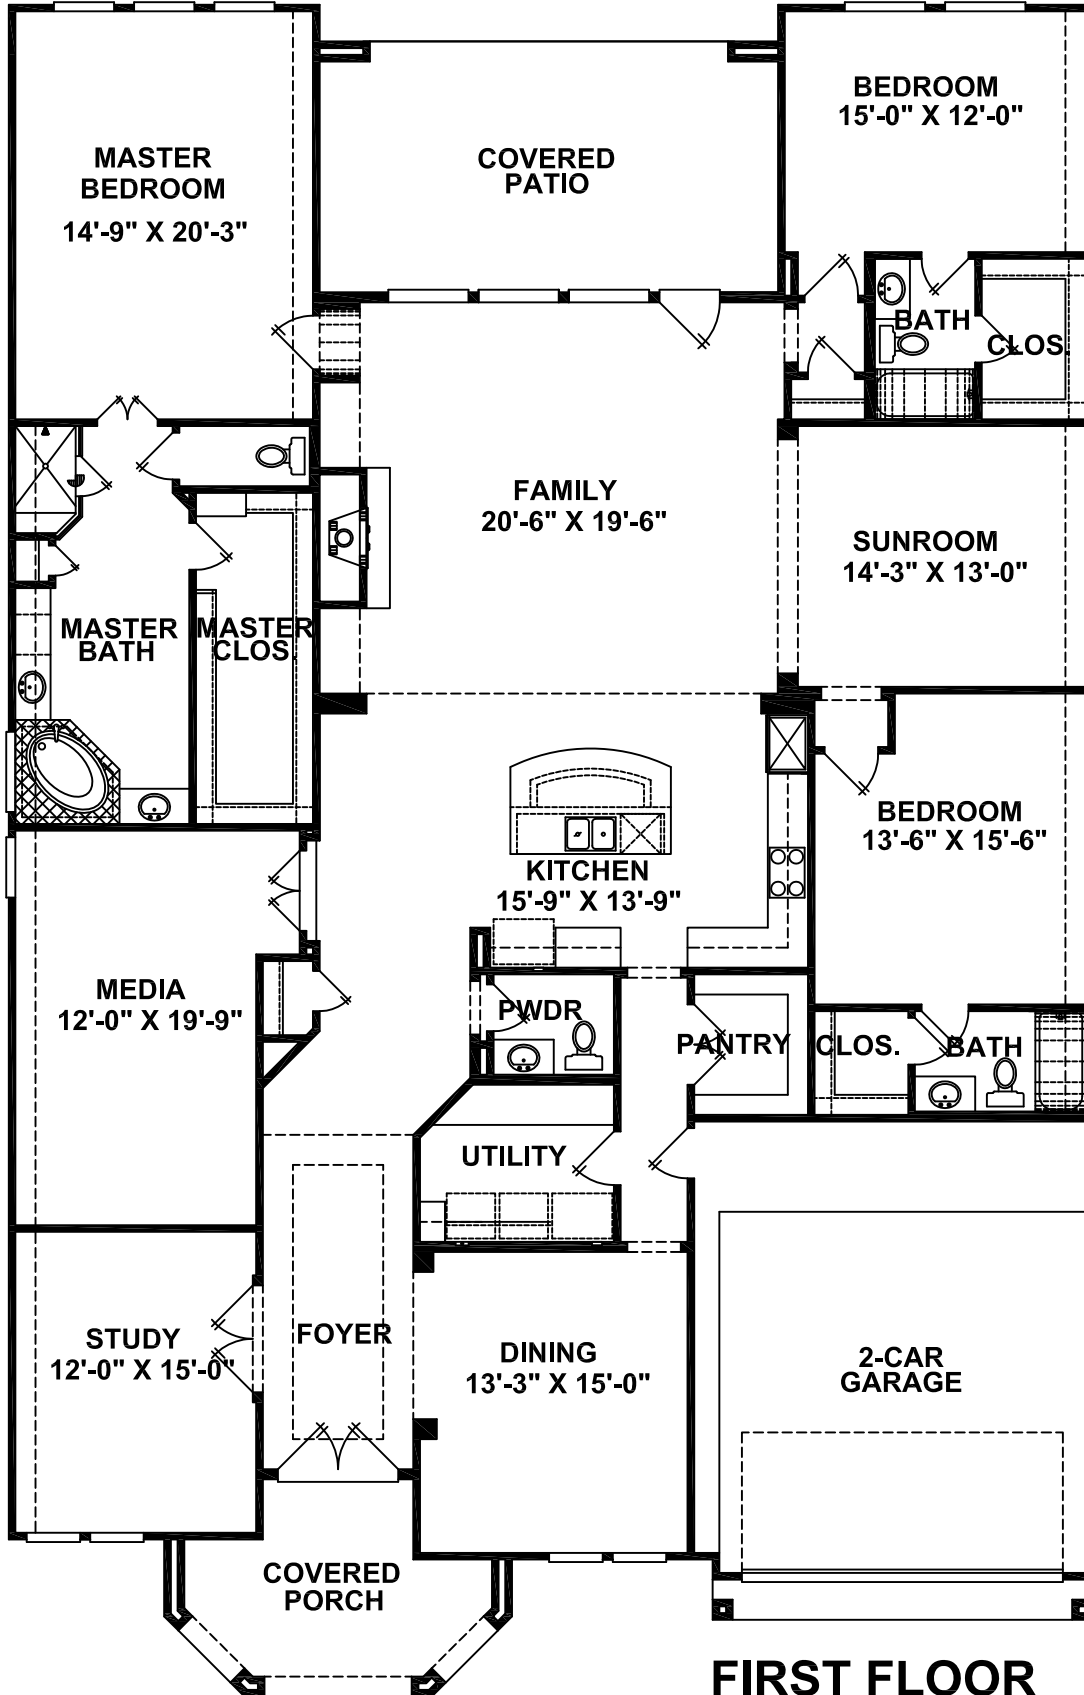 MASTER
BEDROOM
14'-9" X 20'-3"
COVERED
PATIO
BEDROOM
15'-0" X 12'-0"
BATH
CLOS.
FAMILY
20'-6" X 19'-6"
SUNROOM
14'-3" X 13'-0"
MASTER
BATH
MASTER
CLOS.
BEDROOM
13'-6" X 15'-6"
KITCHEN
15'-9" X 13'-9"
MEDIA
12'-0" X 19'-9"
PWDR
PANTRY
CLOS.
BATH
UTILITY
STUDY
12'-0" X 15'-0"
FOYER
DINING
13'-3" X 15'-0"
2-CAR
GARAGE
COVERED
PORCH
FIRST FLOOR